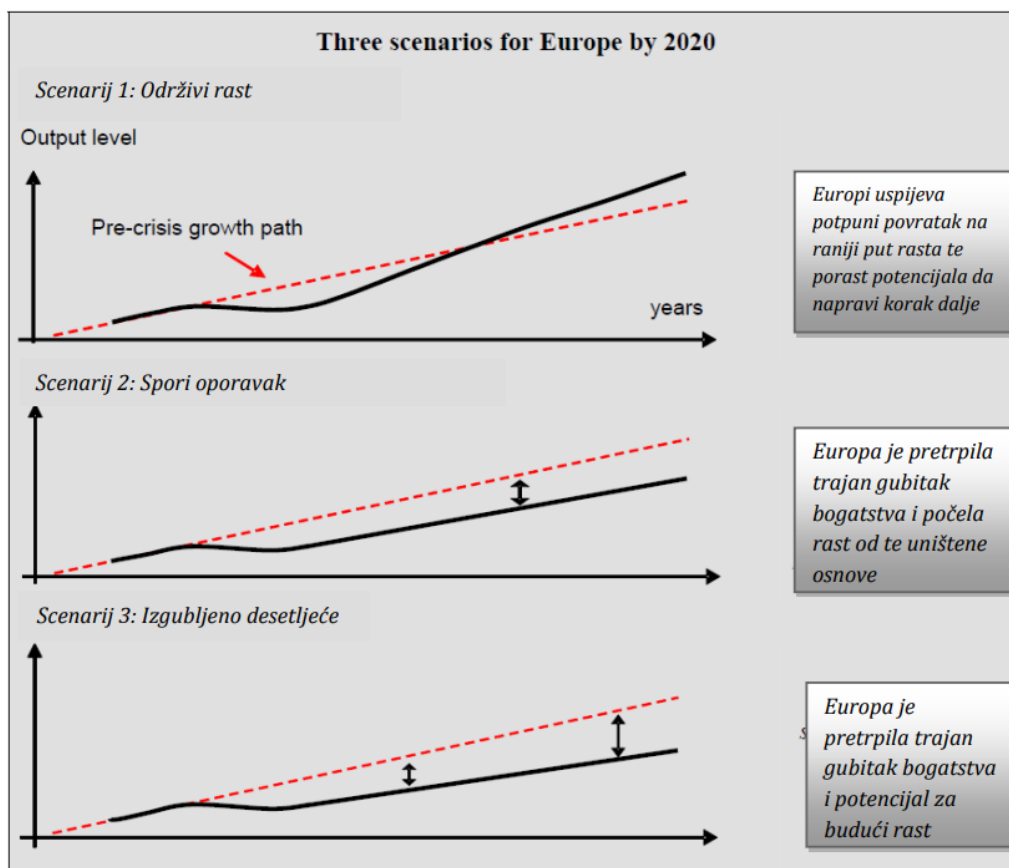 Three scenarios for Europe by 2020
Scenarij 1: Održivi rast
Output level
Pre-crisis growth path
years
Europi uspijeva
potpuni povratak na
raniji put rasta te
porast potencijala da
napravi korak dalje
Scenarij 2: Spori oporavak
Europa je pretrpila
trajan gubitak
bogatstva i počela
rast od te uništene
osnove
Scenarij 3: Izgubljeno desetljeće
Europa je
pretrpila trajan
gubitak bogatstva
i potencijal za
budući rast